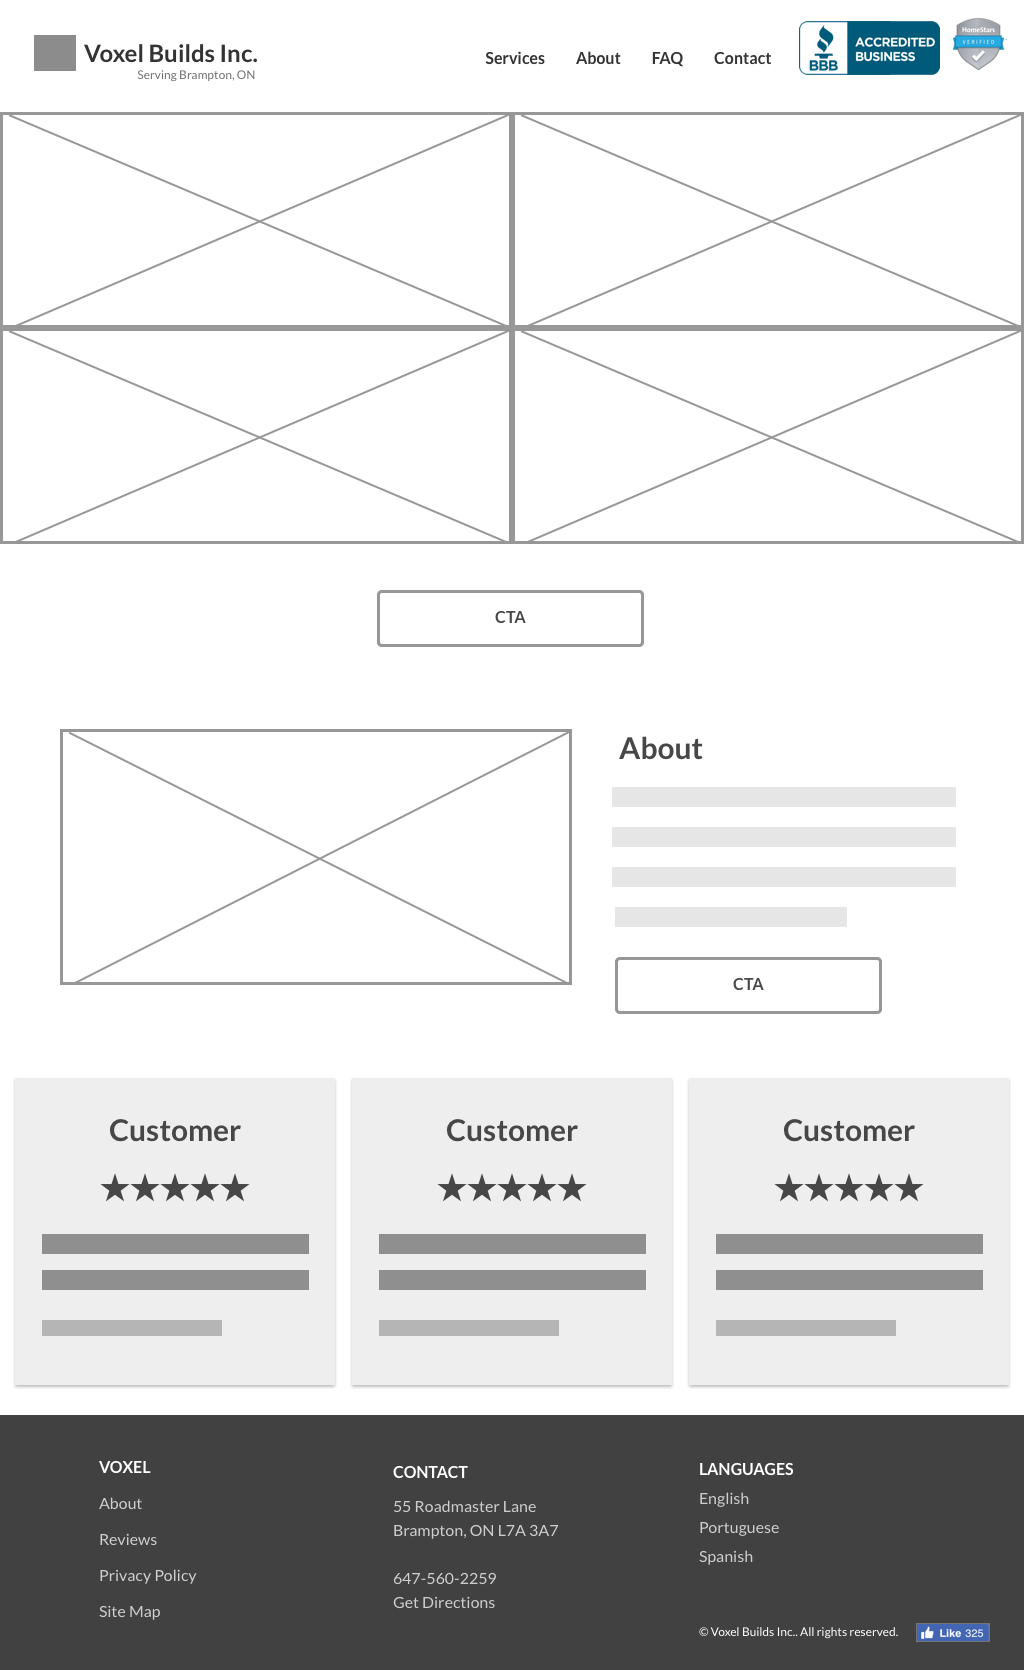 Voxel Builds Inc.
Serving Brampton, ON
Services About FAQ Contact
BBB
ACCREDITED
BUSINESS
HomeStars
VERIFIED
CTA
About
CTA
Customer
★★★★★
Customer
★★★★★
Customer
★★★★★
VOXEL
About
Reviews
Privacy Policy
Site Map
CONTACT
55 Roadmaster Lane
Brampton, ON L7A 3A7
647-560-2259
Get Directions
LANGUAGES
English
Portuguese
Spanish
© Voxel Builds Inc.. All rights reserved.
Like 325